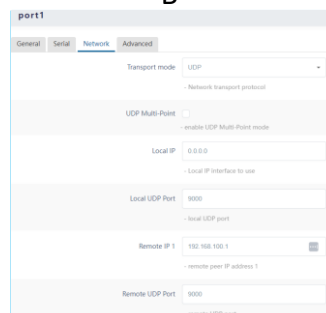 port1
General Serial Network Advanced
Transport mode UDP
- Network transport protocol
UDP Multi-Point
- enable UDP Multi-Point mode
Local IP 0.0.0.0
- Local IP Interface to use
Local UDP Port 9000
- local UDP port
Remote IP 1 192.168.100.1
- remote peer IP address 1
Remote UDP Port 9000